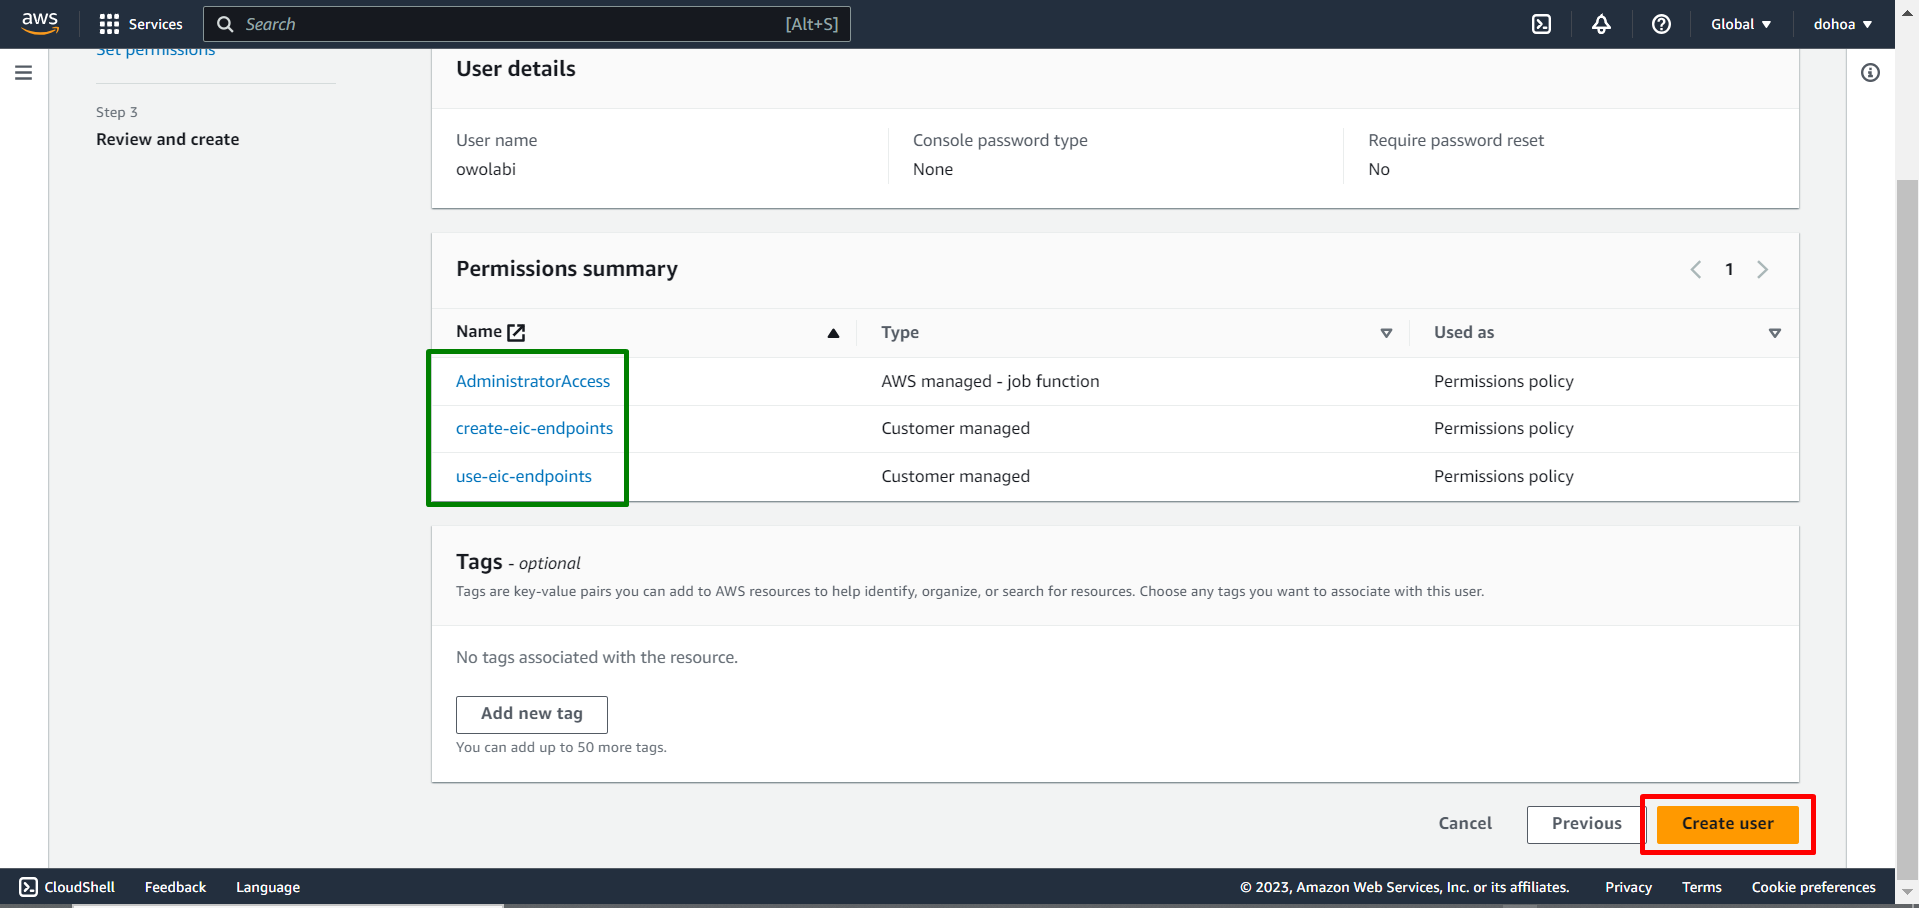 aws Services Search [Alt+S] Global dohoa
Set permissions
Step 3
Review and create
User details
User name Console password type Require password reset
owolabi None No
Permissions summary 1
Name Type Used as
AdministratorAccess AWS managed - job function Permissions policy
create-eic-endpoints Customer managed Permissions policy
use-eic-endpoints Customer managed Permissions policy
Tags - optional
Tags are key-value pairs you can add to AWS resources to help identify, organize, or search for resources. Choose any tags you want to associate with this user.
No tags associated with the resource.
Add new tag
You can add up to 50 more tags.
Cancel Previous Create user
CloudShell Feedback Language © 2023, Amazon Web Services, Inc. or its affiliates. Privacy Terms Cookie preferences